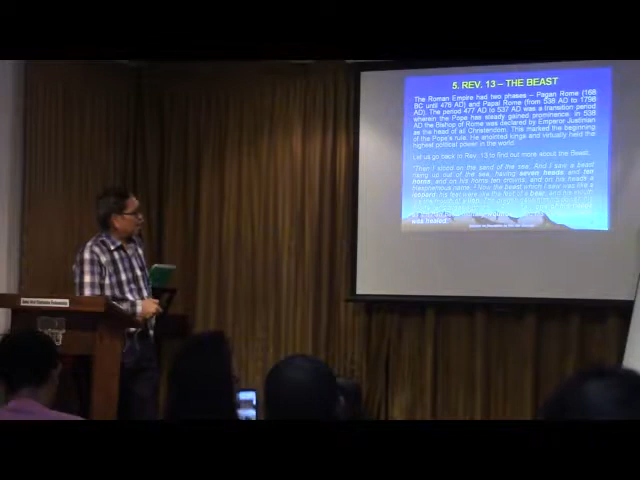 5. REV. 13 – THE BEAST
The Roman Empire had two phases – Pagan Rome (168
BC until 476 AD) and Papal Rome (from 538 AD to 1798
AD). The period 477 AD to 537 AD was a transition period
wherein the Pope has steady gained prominence. In 538
AD the Bishop of Rome was declared by Emperor Justinian
as the head of all Christendom. This marked the beginning
of the Pope's rule. He anointed kings and virtually held the
highest political power in the world.
Let us go back to Rev. 13 to find out more about the Beast.
"Then I stood on the sand of the sea. And I saw a beast
rising up out of the sea, having seven heads and ten
horns, and on his horns ten crowns, and on his heads a
blasphemous name. Now the beast which I saw was like a
leopard, his feet were like the feet of a bear, and his mouth
like the mouth of a lion. The
was healed.